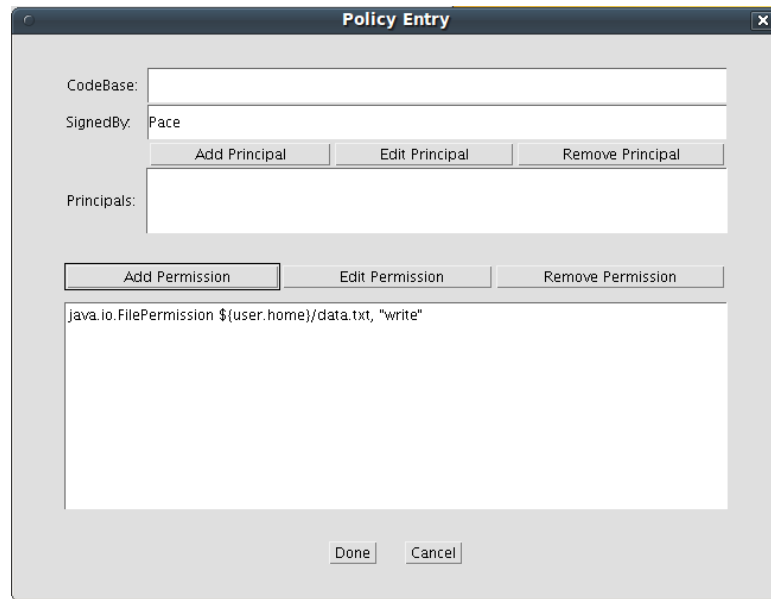 Policy Entry
CodeBase:
SignedBy: Pace
Add Principal Edit Principal Remove Principal
Principals:
Add Permission Edit Permission Remove Permission
java.io.FilePermission ${user.home}/data.txt, "write"
Done Cancel